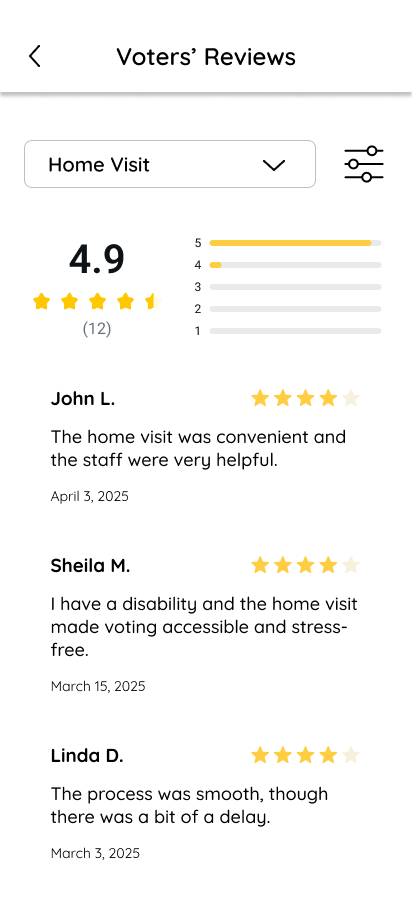 Voters’ Reviews
Home Visit
4.9
(12)
5
4
3
2
1
John L.
The home visit was convenient and
the staff were very helpful.
April 3, 2025
Sheila M.
I have a disability and the home visit
made voting accessible and stress-
free.
March 15, 2025
Linda D.
The process was smooth, though
there was a bit of a delay.
March 3, 2025